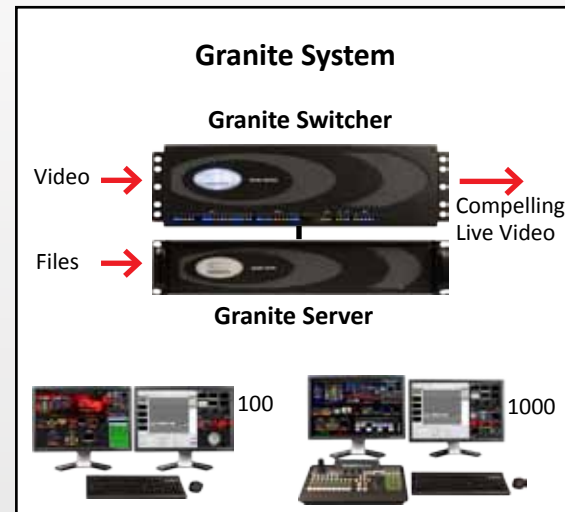 Granite System
Granite Switcher
Video
Compelling
Live Video
Files
Granite Server
100
1000